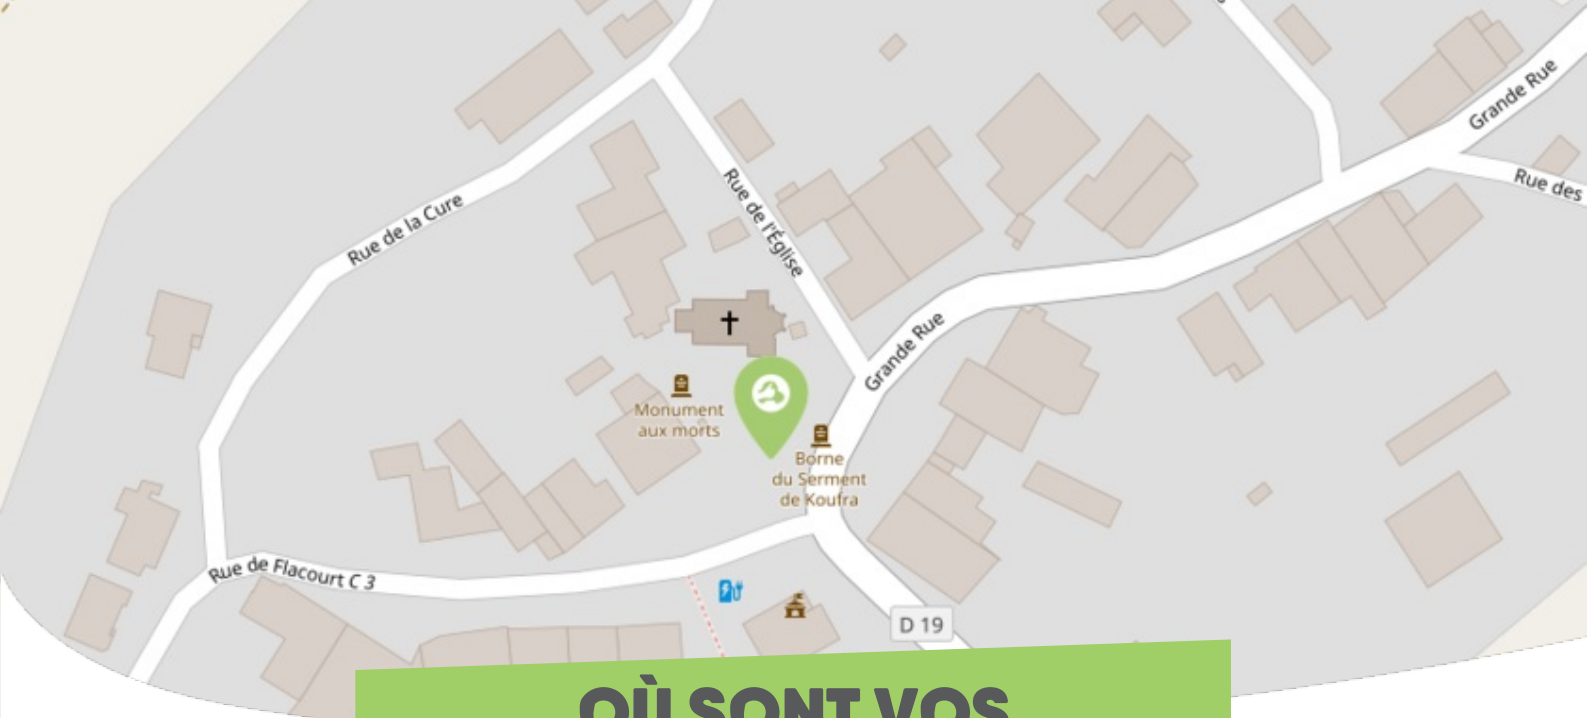 Grande Rue
Rue des
Rue de l'Église
Rue de la Cure
Grande Rue
Monument
aux morts
Borne
du Serment
de Koufra
Rue de Flacourt C 3
D 19
OÙ SONT VOS